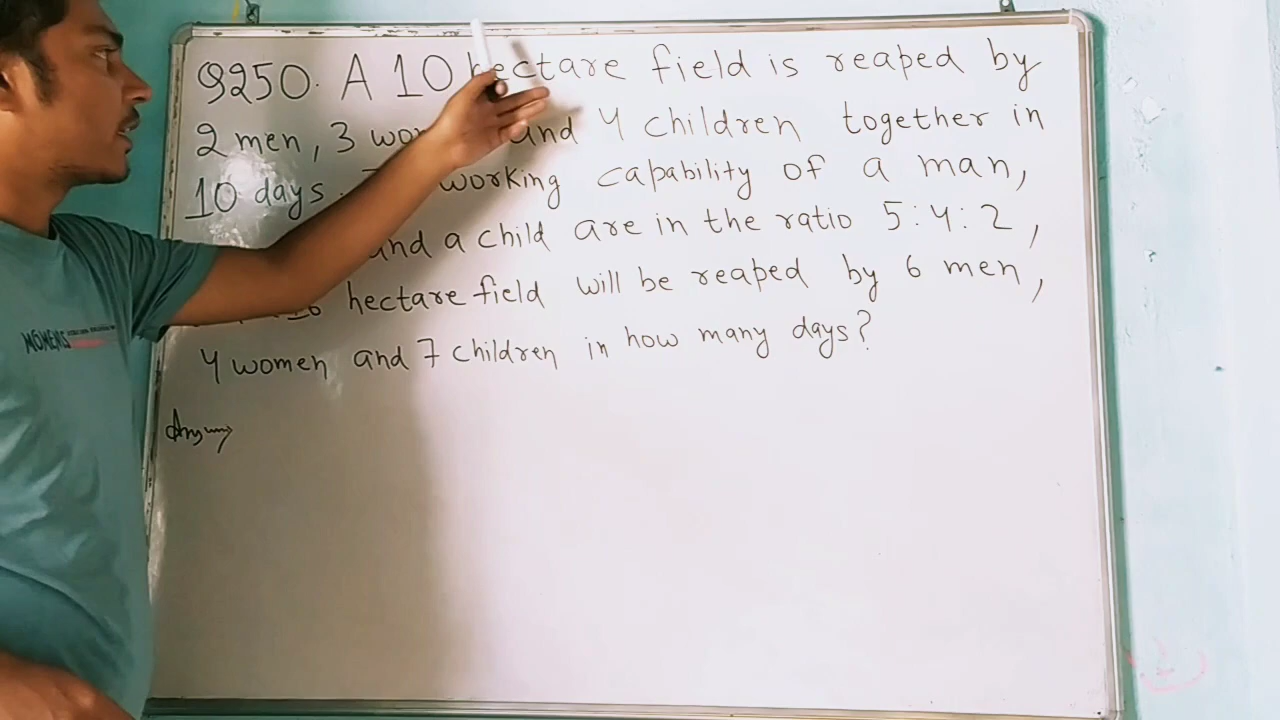 Q250. A 10 hectare field is reaped by
2 men, 3 and 4 children together in
10 days. working capability of a man,
and a child are in the ratio 5:4:2,
hectare field will be reaped by 6 men,
4 women and 7 children in how many days?
Ans
MOMENTS